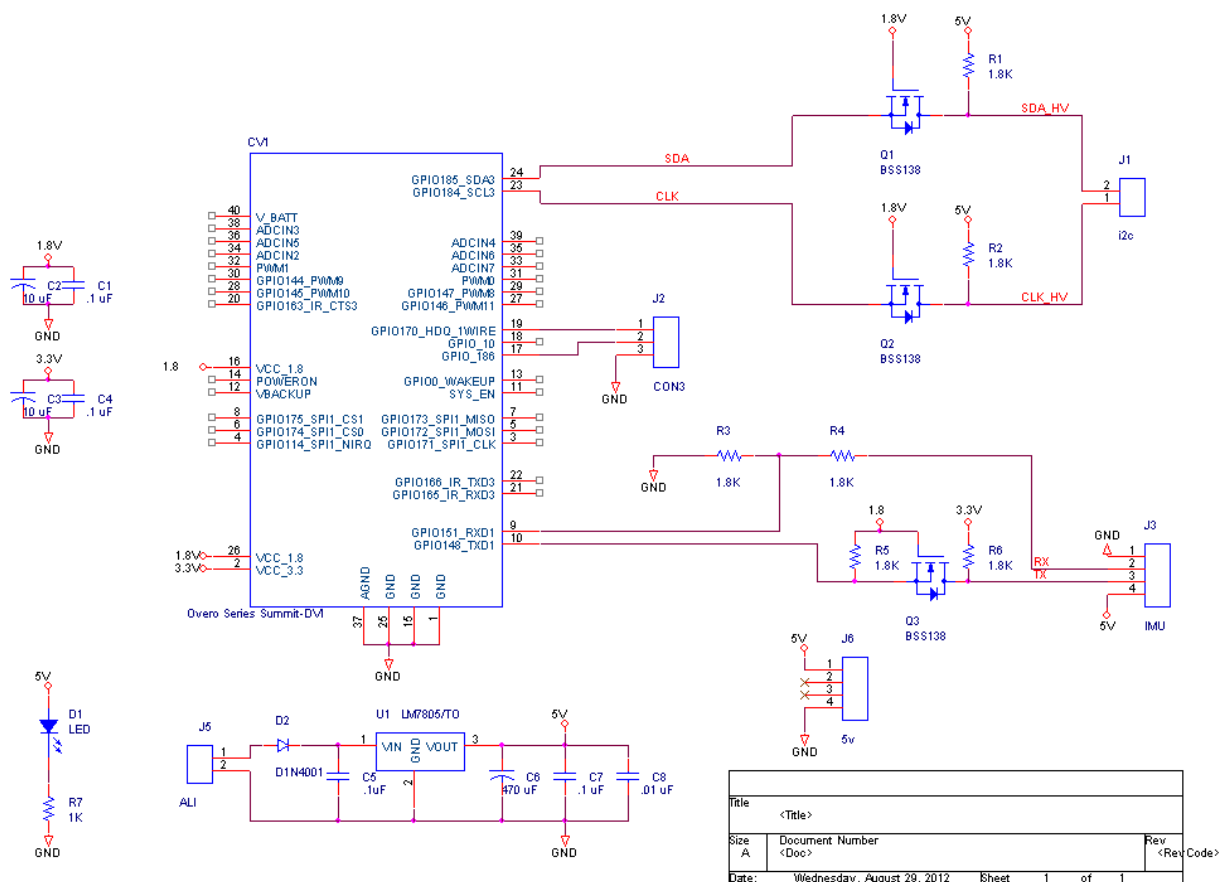 1.8V
5V
R1
1.8K
SDA_HV
Q1
BSS138
SDA
CLK
J1
2
1
i2c
1.8V
5V
R2
1.8K
CLK_HV
Q2
BSS138
CV1
GPIO185_SDA3 24
GPIO184_SCL3 23
40 V_BATT
38 ADCIN3
36 ADCIN5
34 ADCIN2
32 PWM1
30 GPIO144_PWM9
28 GPIO145_PWM10
20 GPIO163_IR_CTS3
ADCIN4 39
ADCIN6 35
ADCIN7 33
PWM0 31
GPIO147_PWM8 29
GPIO146_PWM11 27
GPIO170_HDQ_1WIRE 19
GPIO_10 18
GPIO_186 17
16 VCC_1.8
14 POWERON
12 VBACKUP
1.8
GPIO0_WAKEUP 13
SYS_EN 11
8 GPIO175_SPI1_CS1
6 GPIO174_SPI1_CS0
4 GPIO114_SPI1_NIRQ
GPIO173_SPI1_MISO 7
GPIO172_SPI1_MOSI 5
GPIO171_SPI1_CLK 3
GPIO166_IR_TXD3 22
GPIO165_IR_RXD3 21
GPIO151_RXD1 9
GPIO148_TXD1 10
1.8V 26 VCC_1.8
3.3V 2 VCC_3.3
AGND GND GND GND
37 25 15 1
GND
Overo Series Summit-DVI
1.8V
C2 C1
10 uF .1 uF
GND
3.3V
C3 C4
10 uF .1 uF
GND
J2
1
2
3
CON3
GND
R3
1.8K
R4
1.8K
GND
1.8
R5
1.8K
3.3V
R6
1.8K
Q3
BSS138
RX
TX
J3
GND
1
2
3
4
5V
IMU
5V
J6
1
2
3
4
5v
GND
5V
D1
LED
R7
1K
GND
J5
1
2
ALI
D2
D1N4001
U1 LM7805/TO
1 VIN GND VOUT 3
2
C5
.1uF
5V
C6
470 uF
C7
.1 uF
C8
.01 uF
GND
Title
<Title>
Size Document Number Rev
A <Doc> <RevCode>
Date: Wednesday, August 29, 2012 Sheet 1 of 1